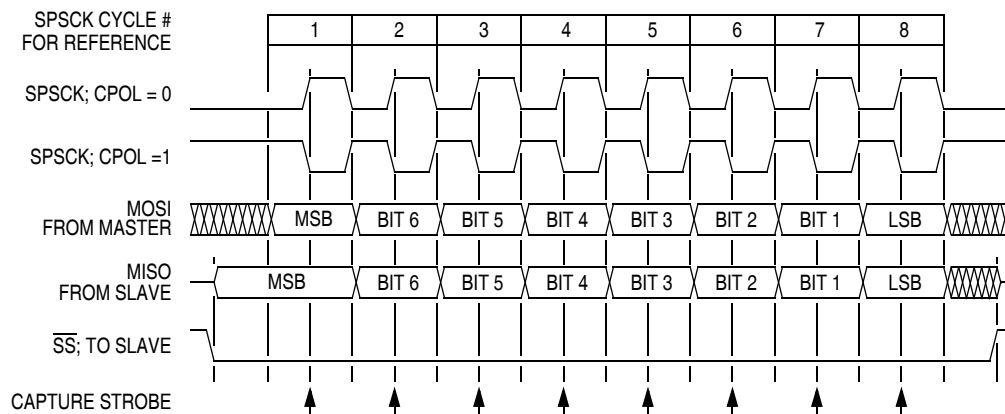 SPSCK CYCLE #
FOR REFERENCE
1 2 3 4 5 6 7 8
SPSCK; CPOL = 0
SPSCK; CPOL =1
MOSI
FROM MASTER
MSB BIT 6 BIT 5 BIT 4 BIT 3 BIT 2 BIT 1 LSB
MISO
FROM SLAVE
MSB BIT 6 BIT 5 BIT 4 BIT 3 BIT 2 BIT 1 LSB
SS; TO SLAVE
CAPTURE STROBE